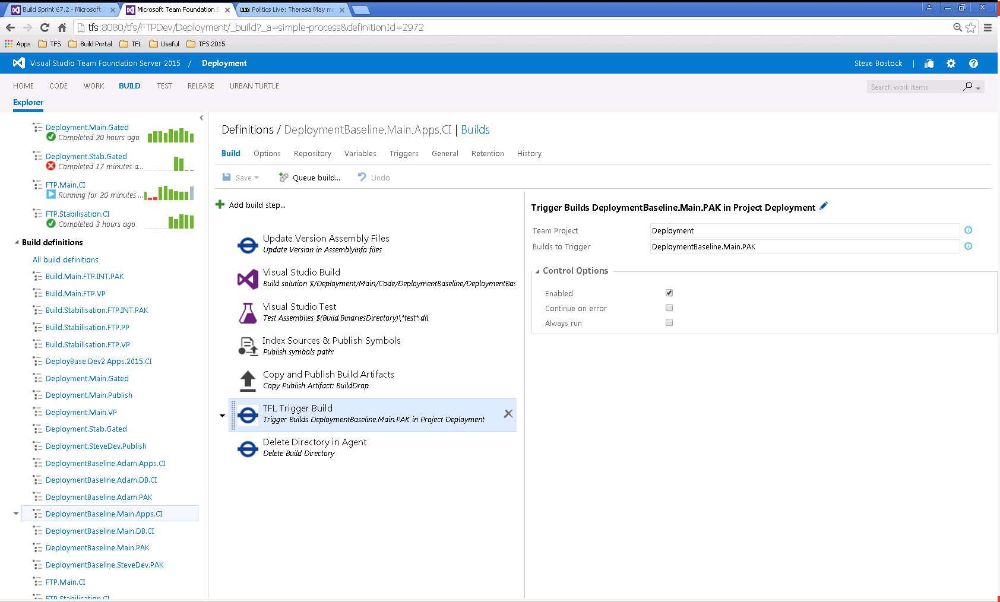 Build Sprint 67.2 - Microsoft T
Microsoft Team Foundation S
BBC Politics Live: Theresa May me
tfs:8080/tfs/FTPDev/Deployment/_build?_a=simple-process&definitionId=2972
Apps TFS Build Portal TFL Useful TFS 2015
Visual Studio Team Foundation Server 2015 / Deployment
Steve Bostock |
HOME CODE WORK BUILD TEST RELEASE URBAN TURTLE
Search work items
Explorer
Deployment.Main.Gated
Completed 20 hours ago
Deployment.Stab.Gated
Completed 17 minutes a...
FTP.Main.CI
Running for 20 minutes ...
FTP.Stabilisation.CI
Completed 3 hours ago
Build definitions
All build definitions
Build.Main.FTP.INT.PAK
Build.Main.FTP.VP
Build.Stabilisation.FTP.INT.PAK
Build.Stabilisation.FTP.PP
Build.Stabilisation.FTP.VP
DeployBase.Dev2.Apps.2015.CI
Deployment.Main.Gated
Deployment.Main.Publish
Deployment.Main.VP
Deployment.Stab.Gated
Deployment.SteveDev.Publish
DeploymentBaseline.Adam.Apps.CI
DeploymentBaseline.Adam.DB.CI
DeploymentBaseline.Adam.PAK
DeploymentBaseline.Main.Apps.CI
DeploymentBaseline.Main.DB.CI
DeploymentBaseline.Main.PAK
DeploymentBaseline.SteveDev.PAK
FTP.Main.CI
FTP.Stabilisation.CI
Definitions / DeploymentBaseline.Main.Apps.CI | Builds
Build Options Repository Variables Triggers General Retention History
Save Queue build... Undo
Add build step...
Update Version Assembly Files
Update Version in AssemblyInfo files
Visual Studio Build
Build solution $/Deployment/Main/Code/DeploymentBaseline/DeploymentBas
Visual Studio Test
Test Assemblies $(Build.BinariesDirectory)\*test*.dll
Index Sources & Publish Symbols
Publish symbols path:
Copy and Publish Build Artifacts
Copy Publish Artifact: BuildDrop
TFL Trigger Build
Trigger Builds DeploymentBaseline.Main.PAK in Project Deployment
Delete Directory in Agent
Delete Build Directory
Trigger Builds DeploymentBaseline.Main.PAK in Project Deployment
Team Project Deployment
Builds to Trigger DeploymentBaseline.Main.PAK
Control Options
Enabled
Continue on error
Always run